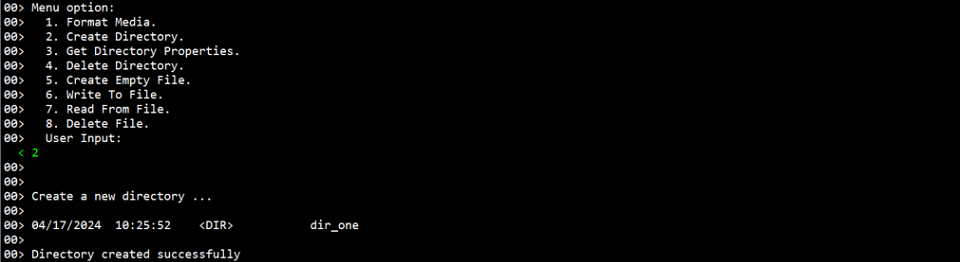 00> Menu option:
00>   1. Format Media.
00>   2. Create Directory.
00>   3. Get Directory Properties.
00>   4. Delete Directory.
00>   5. Create Empty File.
00>   6. Write To File.
00>   7. Read From File.
00>   8. Delete File.
00>   User Input:
  < 2
00>
00>
00> Create a new directory ...
00>
00> 04/17/2024  10:25:52    <DIR>           dir_one
00>
00> Directory created successfully